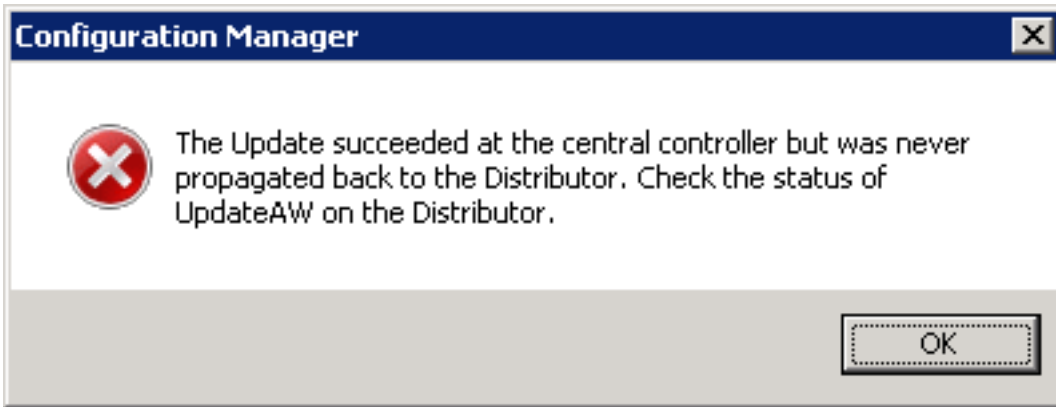 Configuration Manager
The Update succeeded at the central controller but was never
propagated back to the Distributor. Check the status of
UpdateAW on the Distributor.
OK